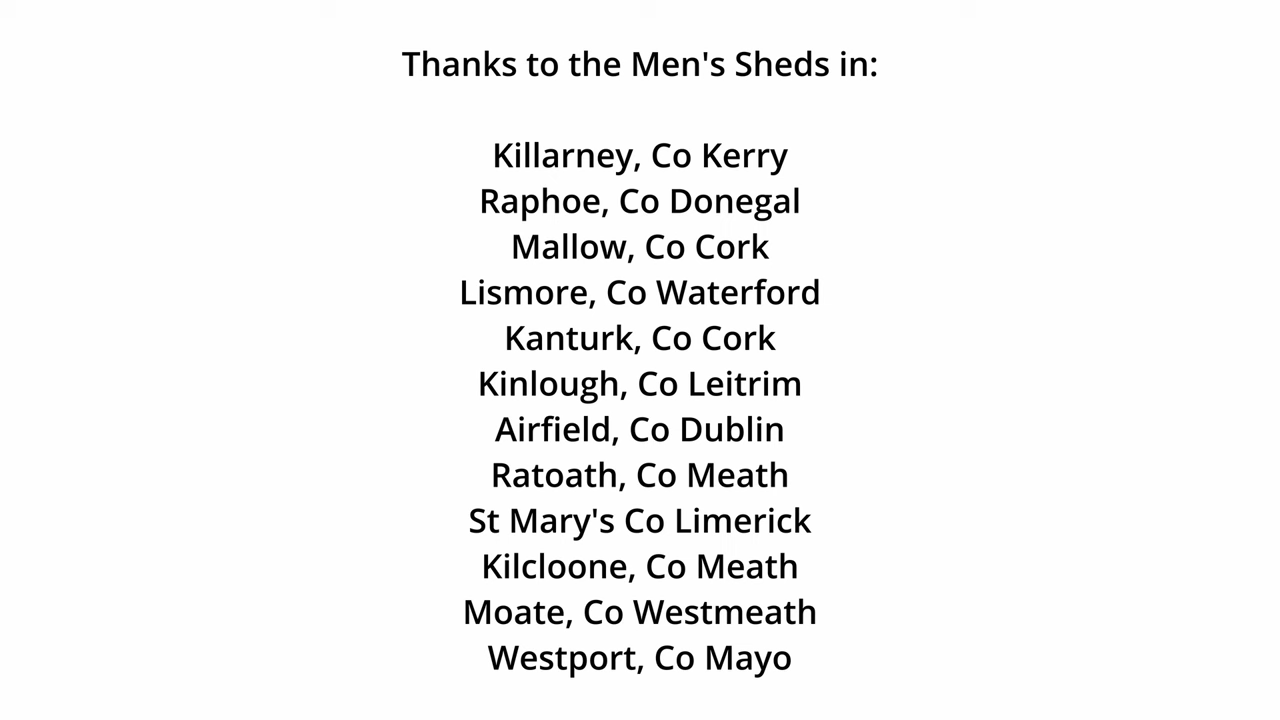 Thanks to the Men's Sheds in:
Killarney, Co Kerry
Raphoe, Co Donegal
Mallow, Co Cork
Lismore, Co Waterford
Kanturk, Co Cork
Kinlough, Co Leitrim
Airfield, Co Dublin
Ratoath, Co Meath
St Mary's Co Limerick
Kilcloone, Co Meath
Moate, Co Westmeath
Westport, Co Mayo